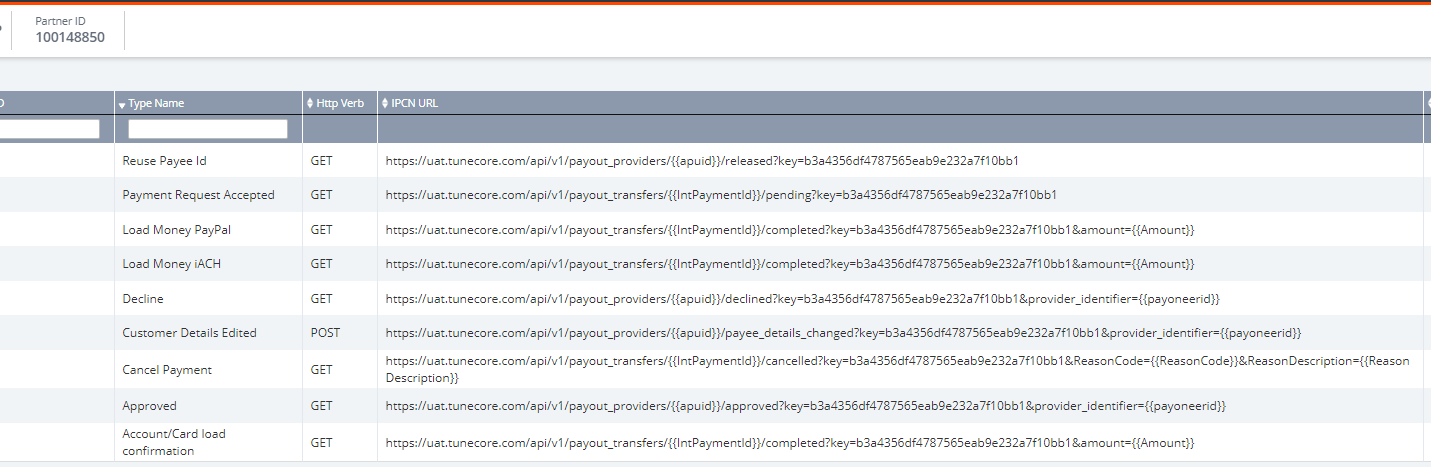 Partner ID
100148850
D
Type Name
Http Verb
IPCN URL
Reuse Payee Id
GET
https://uat.tunecore.com/api/v1/payout_providers/{{apuid}}/released?key=b3a4356df4787565eab9e232a7f10bb1
Payment Request Accepted
GET
https://uat.tunecore.com/api/v1/payout_transfers/{{IntPaymentId}}/pending?key=b3a4356df4787565eab9e232a7f10bb1
Load Money PayPal
GET
https://uat.tunecore.com/api/v1/payout_transfers/{{IntPaymentId}}/completed?key=b3a4356df4787565eab9e232a7f10bb1&amount={{Amount}}
Load Money iACH
GET
https://uat.tunecore.com/api/v1/payout_transfers/{{IntPaymentId}}/completed?key=b3a4356df4787565eab9e232a7f10bb1&amount={{Amount}}
Decline
GET
https://uat.tunecore.com/api/v1/payout_providers/{{apuid}}/declined?key=b3a4356df4787565eab9e232a7f10bb1&provider_identifier={{payoneerid}}
Customer Details Edited
POST
https://uat.tunecore.com/api/v1/payout_providers/{{apuid}}/payee_details_changed?key=b3a4356df4787565eab9e232a7f10bb1&provider_identifier={{payoneerid}}
Cancel Payment
GET
https://uat.tunecore.com/api/v1/payout_transfers/{{IntPaymentId}}/cancelled?key=b3a4356df4787565eab9e232a7f10bb1&ReasonCode={{ReasonCode}}&ReasonDescription={{Reason
Description}}
Approved
GET
https://uat.tunecore.com/api/v1/payout_providers/{{apuid}}/approved?key=b3a4356df4787565eab9e232a7f10bb1&provider_identifier={{payoneerid}}
Account/Card load
confirmation
GET
https://uat.tunecore.com/api/v1/payout_transfers/{{IntPaymentId}}/completed?key=b3a4356df4787565eab9e232a7f10bb1&amount={{Amount}}